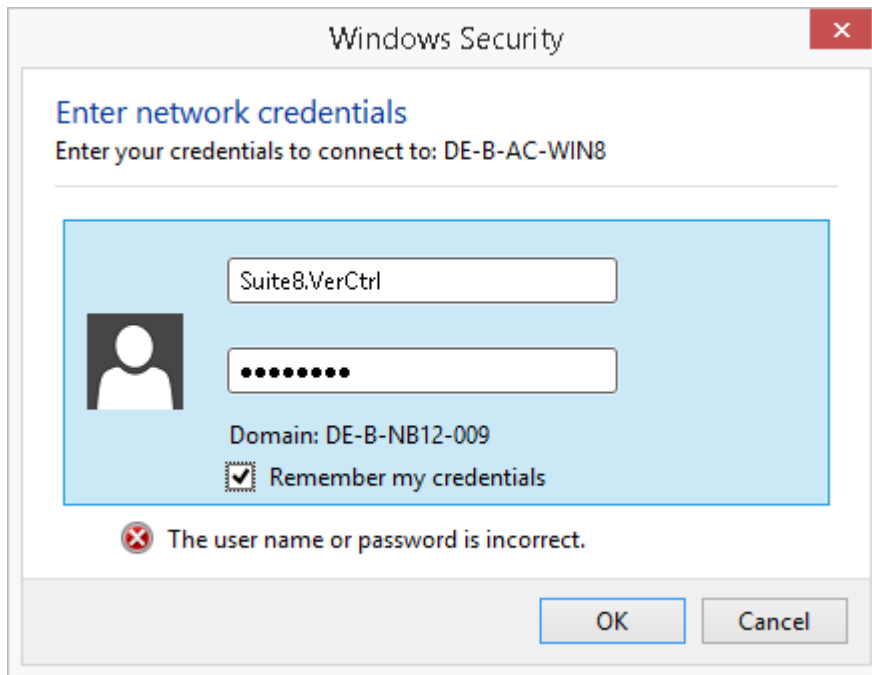 Windows Security
Enter network credentials
Enter your credentials to connect to: DE-B-AC-WIN8
Suite8.VerCtrl
●●●●●●●●
Domain: DE-B-NB12-009
Remember my credentials
The user name or password is incorrect.
OK Cancel